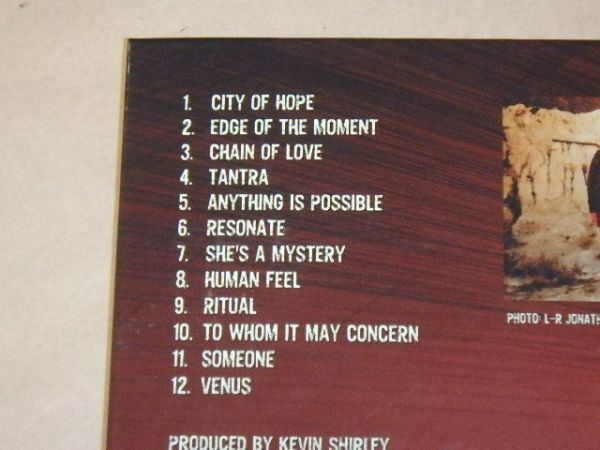 1. CITY OF HOPE
2. EDGE OF THE MOMENT
3. CHAIN OF LOVE
4. TANTRA
5. ANYTHING IS POSSIBLE
6. RESONATE
7. SHE'S A MYSTERY
8. HUMAN FEEL
9. RITUAL
10. TO WHOM IT MAY CONCERN
11. SOMEONE
12. VENUS
PHOTO: L-R JONATH
PRODUCED BY KEVIN SHIRLEY